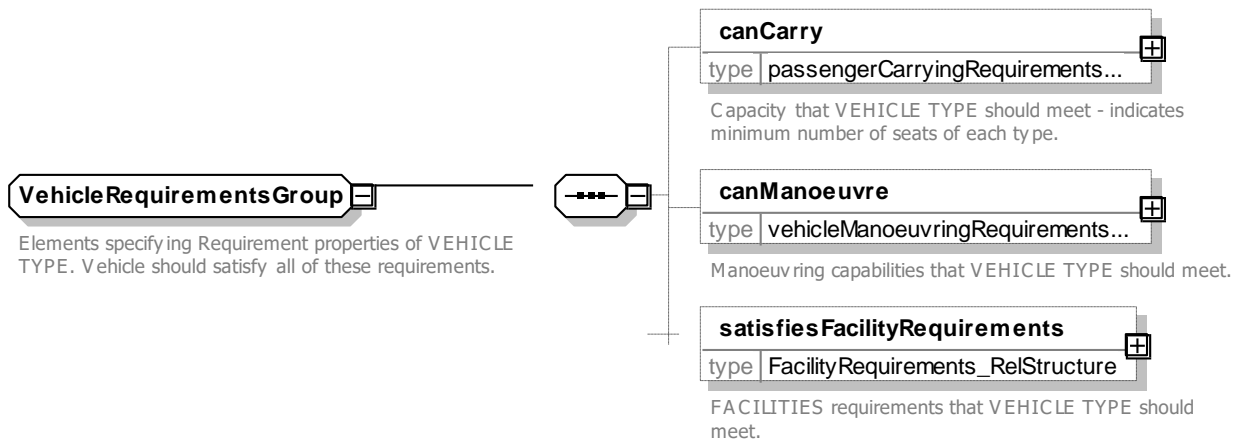 canCarry
type passengerCarryingRequirements...
Capacity that VEHICLE TYPE should meet - indicates
minimum number of seats of each type.
VehicleRequirementsGroup
Elements specifying Requirement properties of VEHICLE
TYPE. Vehicle should satisfy all of these requirements.
canManoeuvre
type vehicleManoeuvringRequirements...
Manoeuvring capabilities that VEHICLE TYPE should meet.
satisfiesFacilityRequirements
type FacilityRequirements_RelStructure
FACILITIES requirements that VEHICLE TYPE should
meet.